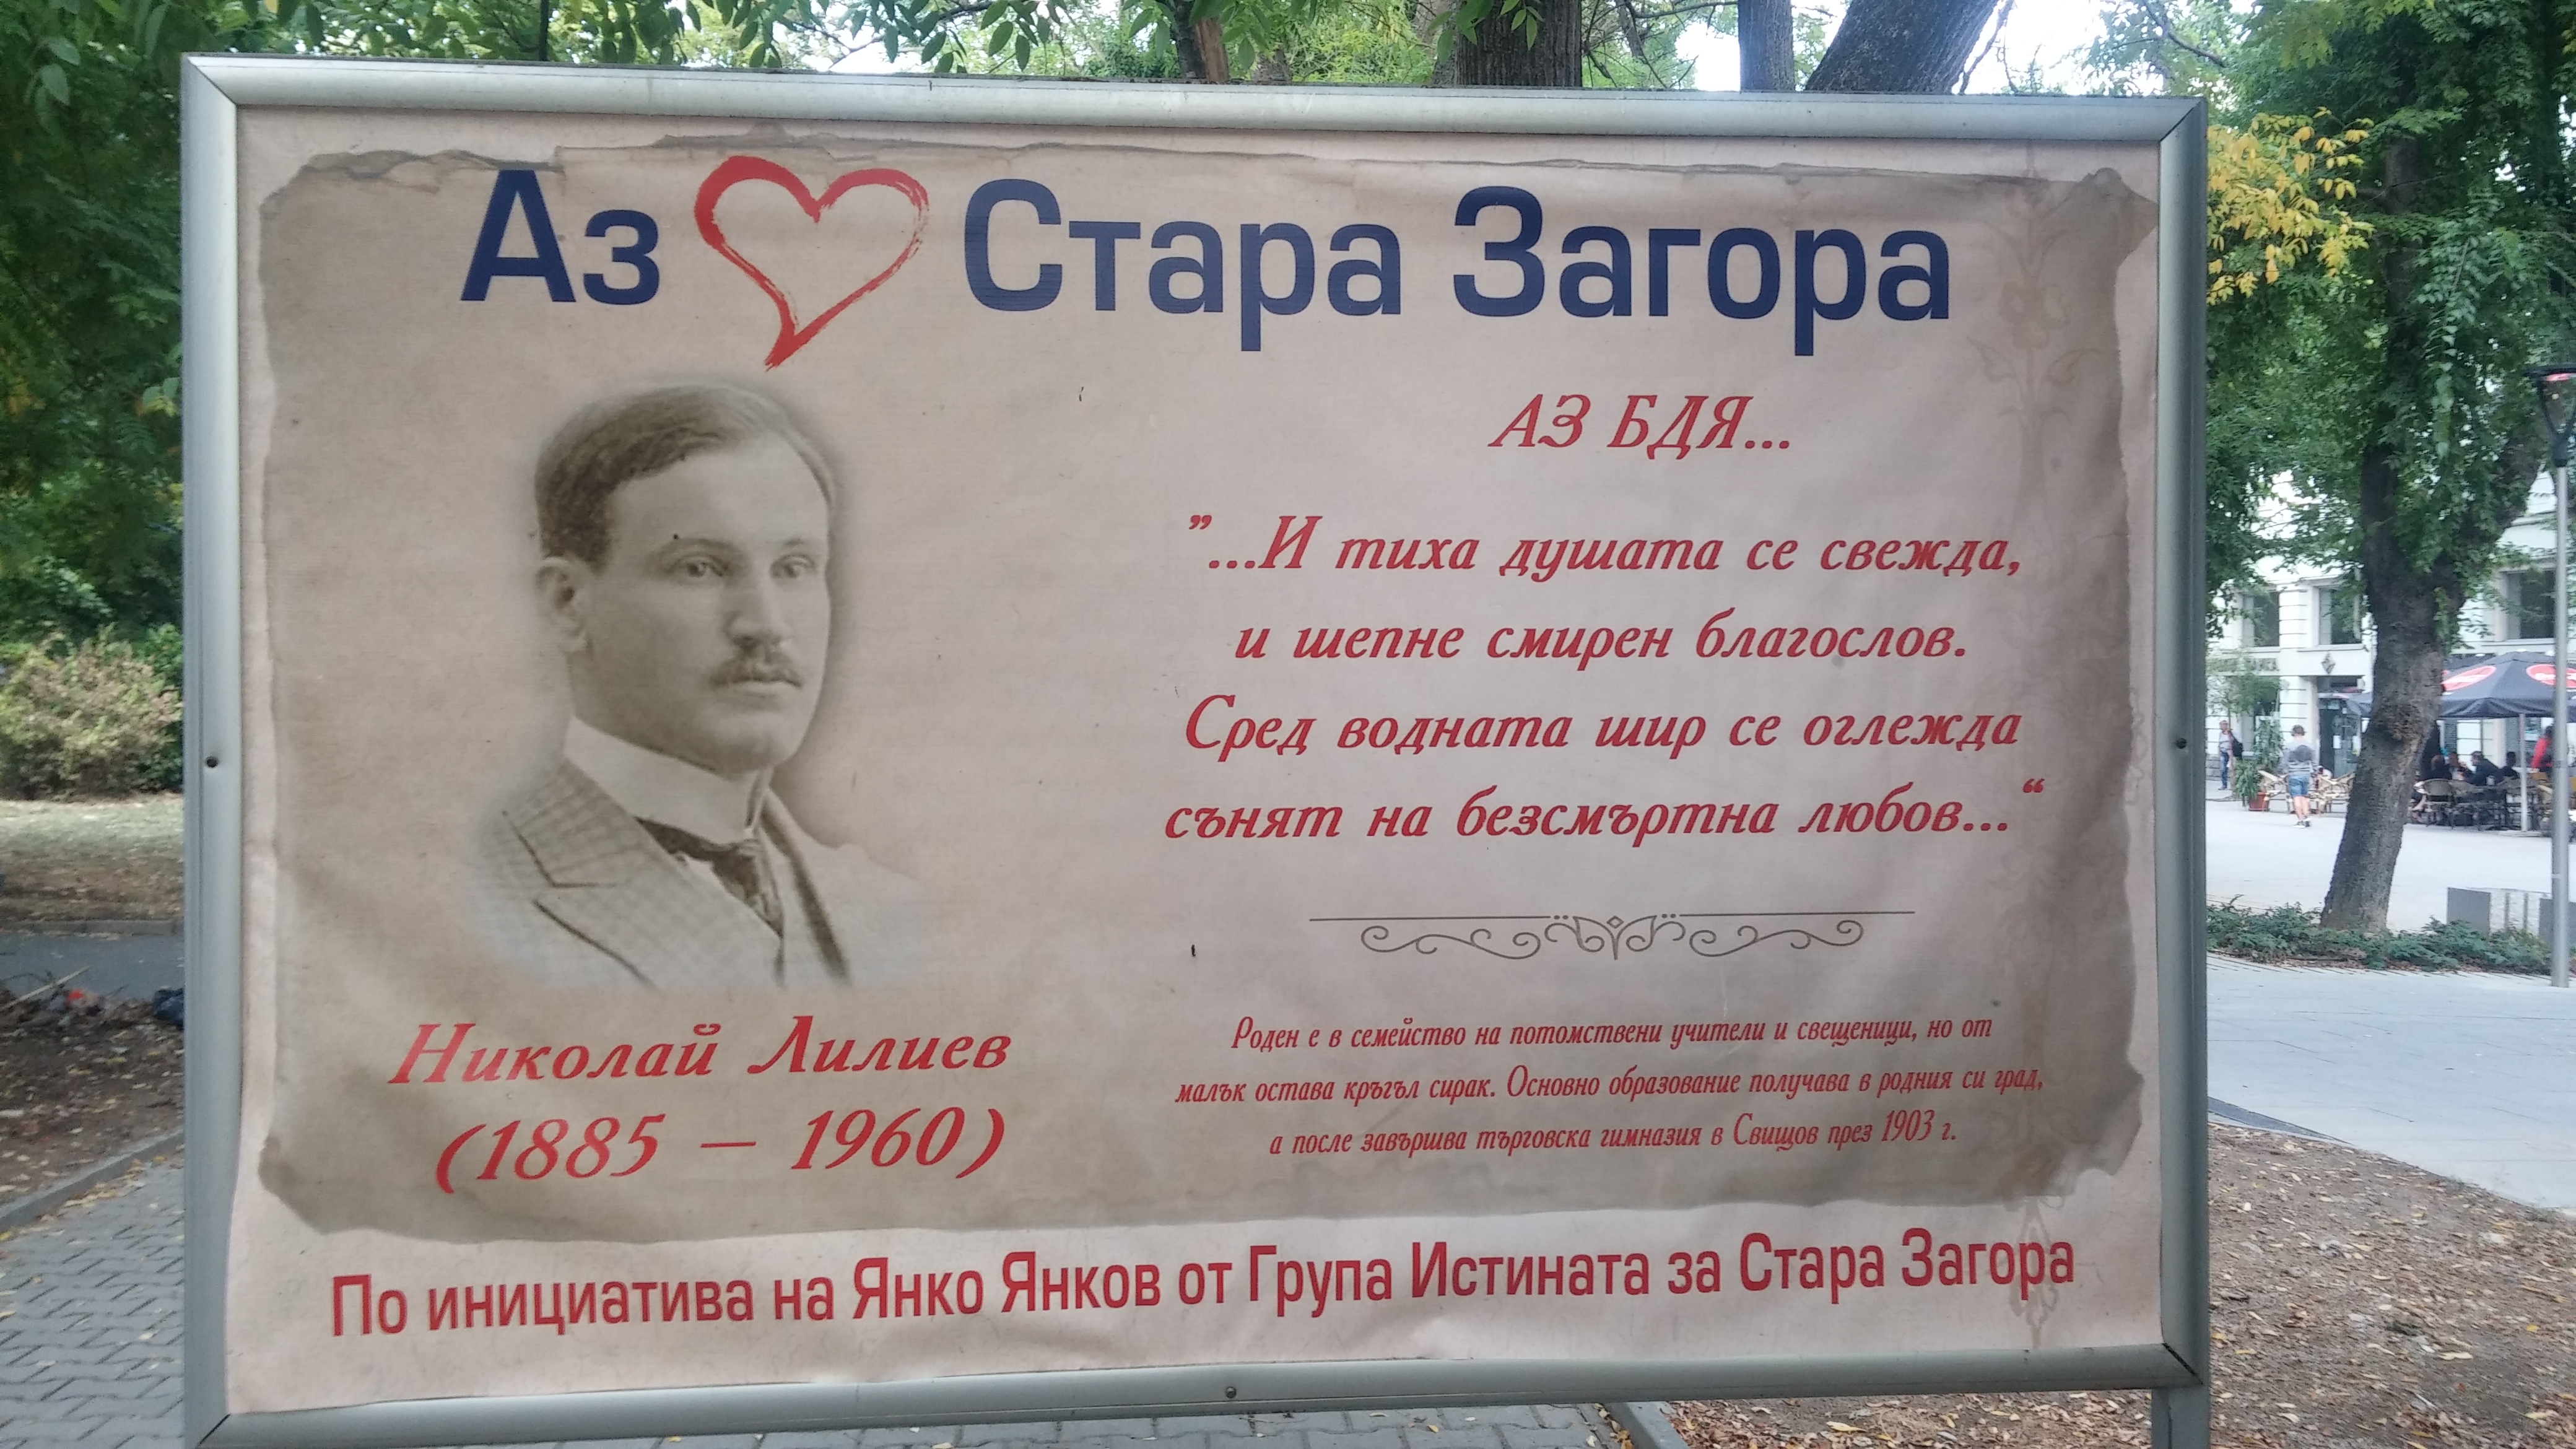 Аз Стара Загора
АЗ БДЯ...
"...И тиха душата се свежда,
и шепне смирен благослов.
Сред водната шир се оглежда
сънят на безсмъртна любов...“
Николай Лилиев
(1885 – 1960)
Роден е в семейство на потомствени учители и свещеници, но от
малък остава кръгъл сирак. Основно образование получава в родния си град,
а после завършва търговска гимназия в Свищов през 1903 г.
По инициатива на Янко Янков от Група Истината за Стара Загора